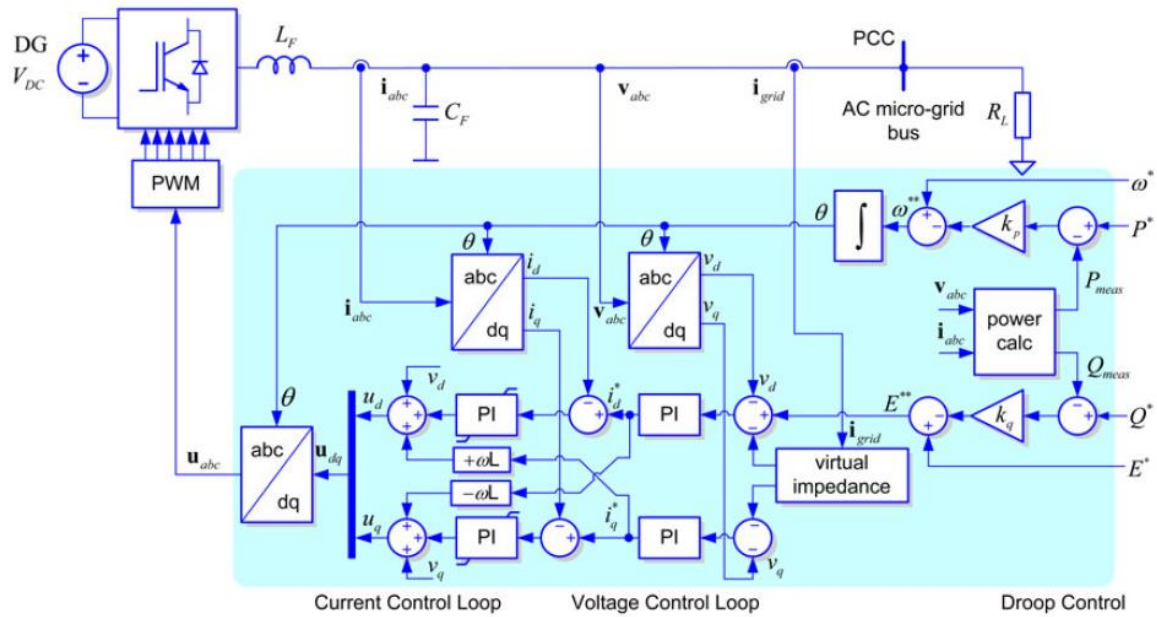 DG
V_DC
L_F
i_abc
C_F
v_abc
i_grid
PCC
AC micro-grid
bus
R_L
PWM
ω*
θ
∫
ω**
+
−
k_p
−
P*
θ
θ
θ
abc
dq
i_d
i_q
i_abc
abc
dq
v_d
v_q
v_abc
P_meas
v_abc
i_abc
power
calc
Q_meas
v_d
u_d
+
+
+
PI
−
i_d*
PI
v_d
−
−
E**
+
−
k_q
−
Q*
E*
i_grid
virtual
impedance
θ
abc
dq
u_abc
u_dq
+ωL
−ωL
u_q
+
+
+
PI
−
+
i_q*
PI
−
−
v_q
v_q
Current Control Loop
Voltage Control Loop
Droop Control